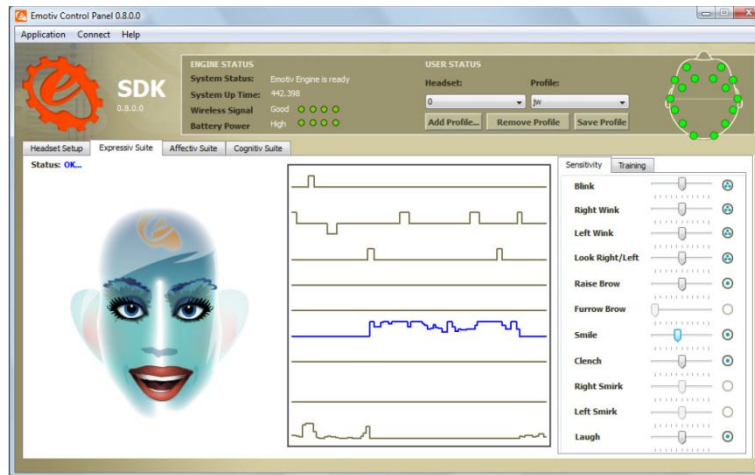 Emotiv Control Panel 0.8.0.0
Application Connect Help
SDK
0.8.0.0
ENGINE STATUS
System Status: Emotiv Engine is ready
System Up Time: 442.398
Wireless Signal Good
Battery Power High
USER STATUS
Headset: Profile:
0 jw
Add Profile... Remove Profile Save Profile
Headset Setup Expressiv Suite Affectiv Suite Cognitiv Suite
Status: OK...
Sensitivity Training
Blink
Right Wink
Left Wink
Look Right/Left
Raise Brow
Furrow Brow
Smile
Clench
Right Smirk
Left Smirk
Laugh